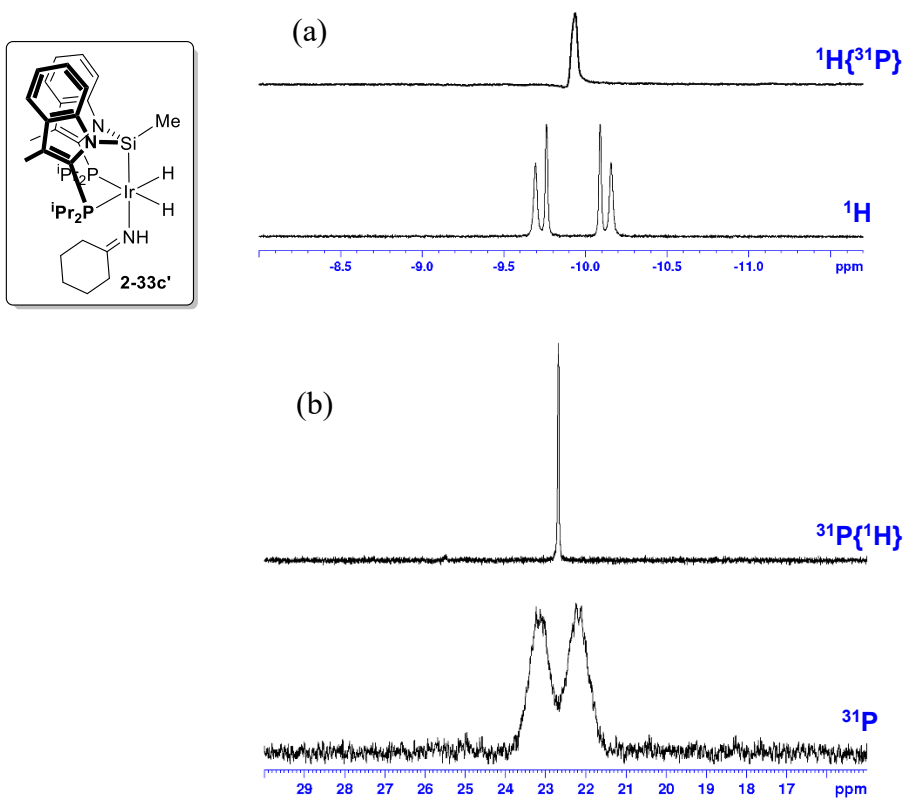 (a)
¹H{³¹P}
N
Me
N
Si
ⁱPr₂P
H
Ir
ⁱPr₂P
H
NH
2-33c'
¹H
-8.5 -9.0 -9.5 -10.0 -10.5 -11.0 ppm
(b)
³¹P{¹H}
³¹P
29 28 27 26 25 24 23 22 21 20 19 18 17 ppm